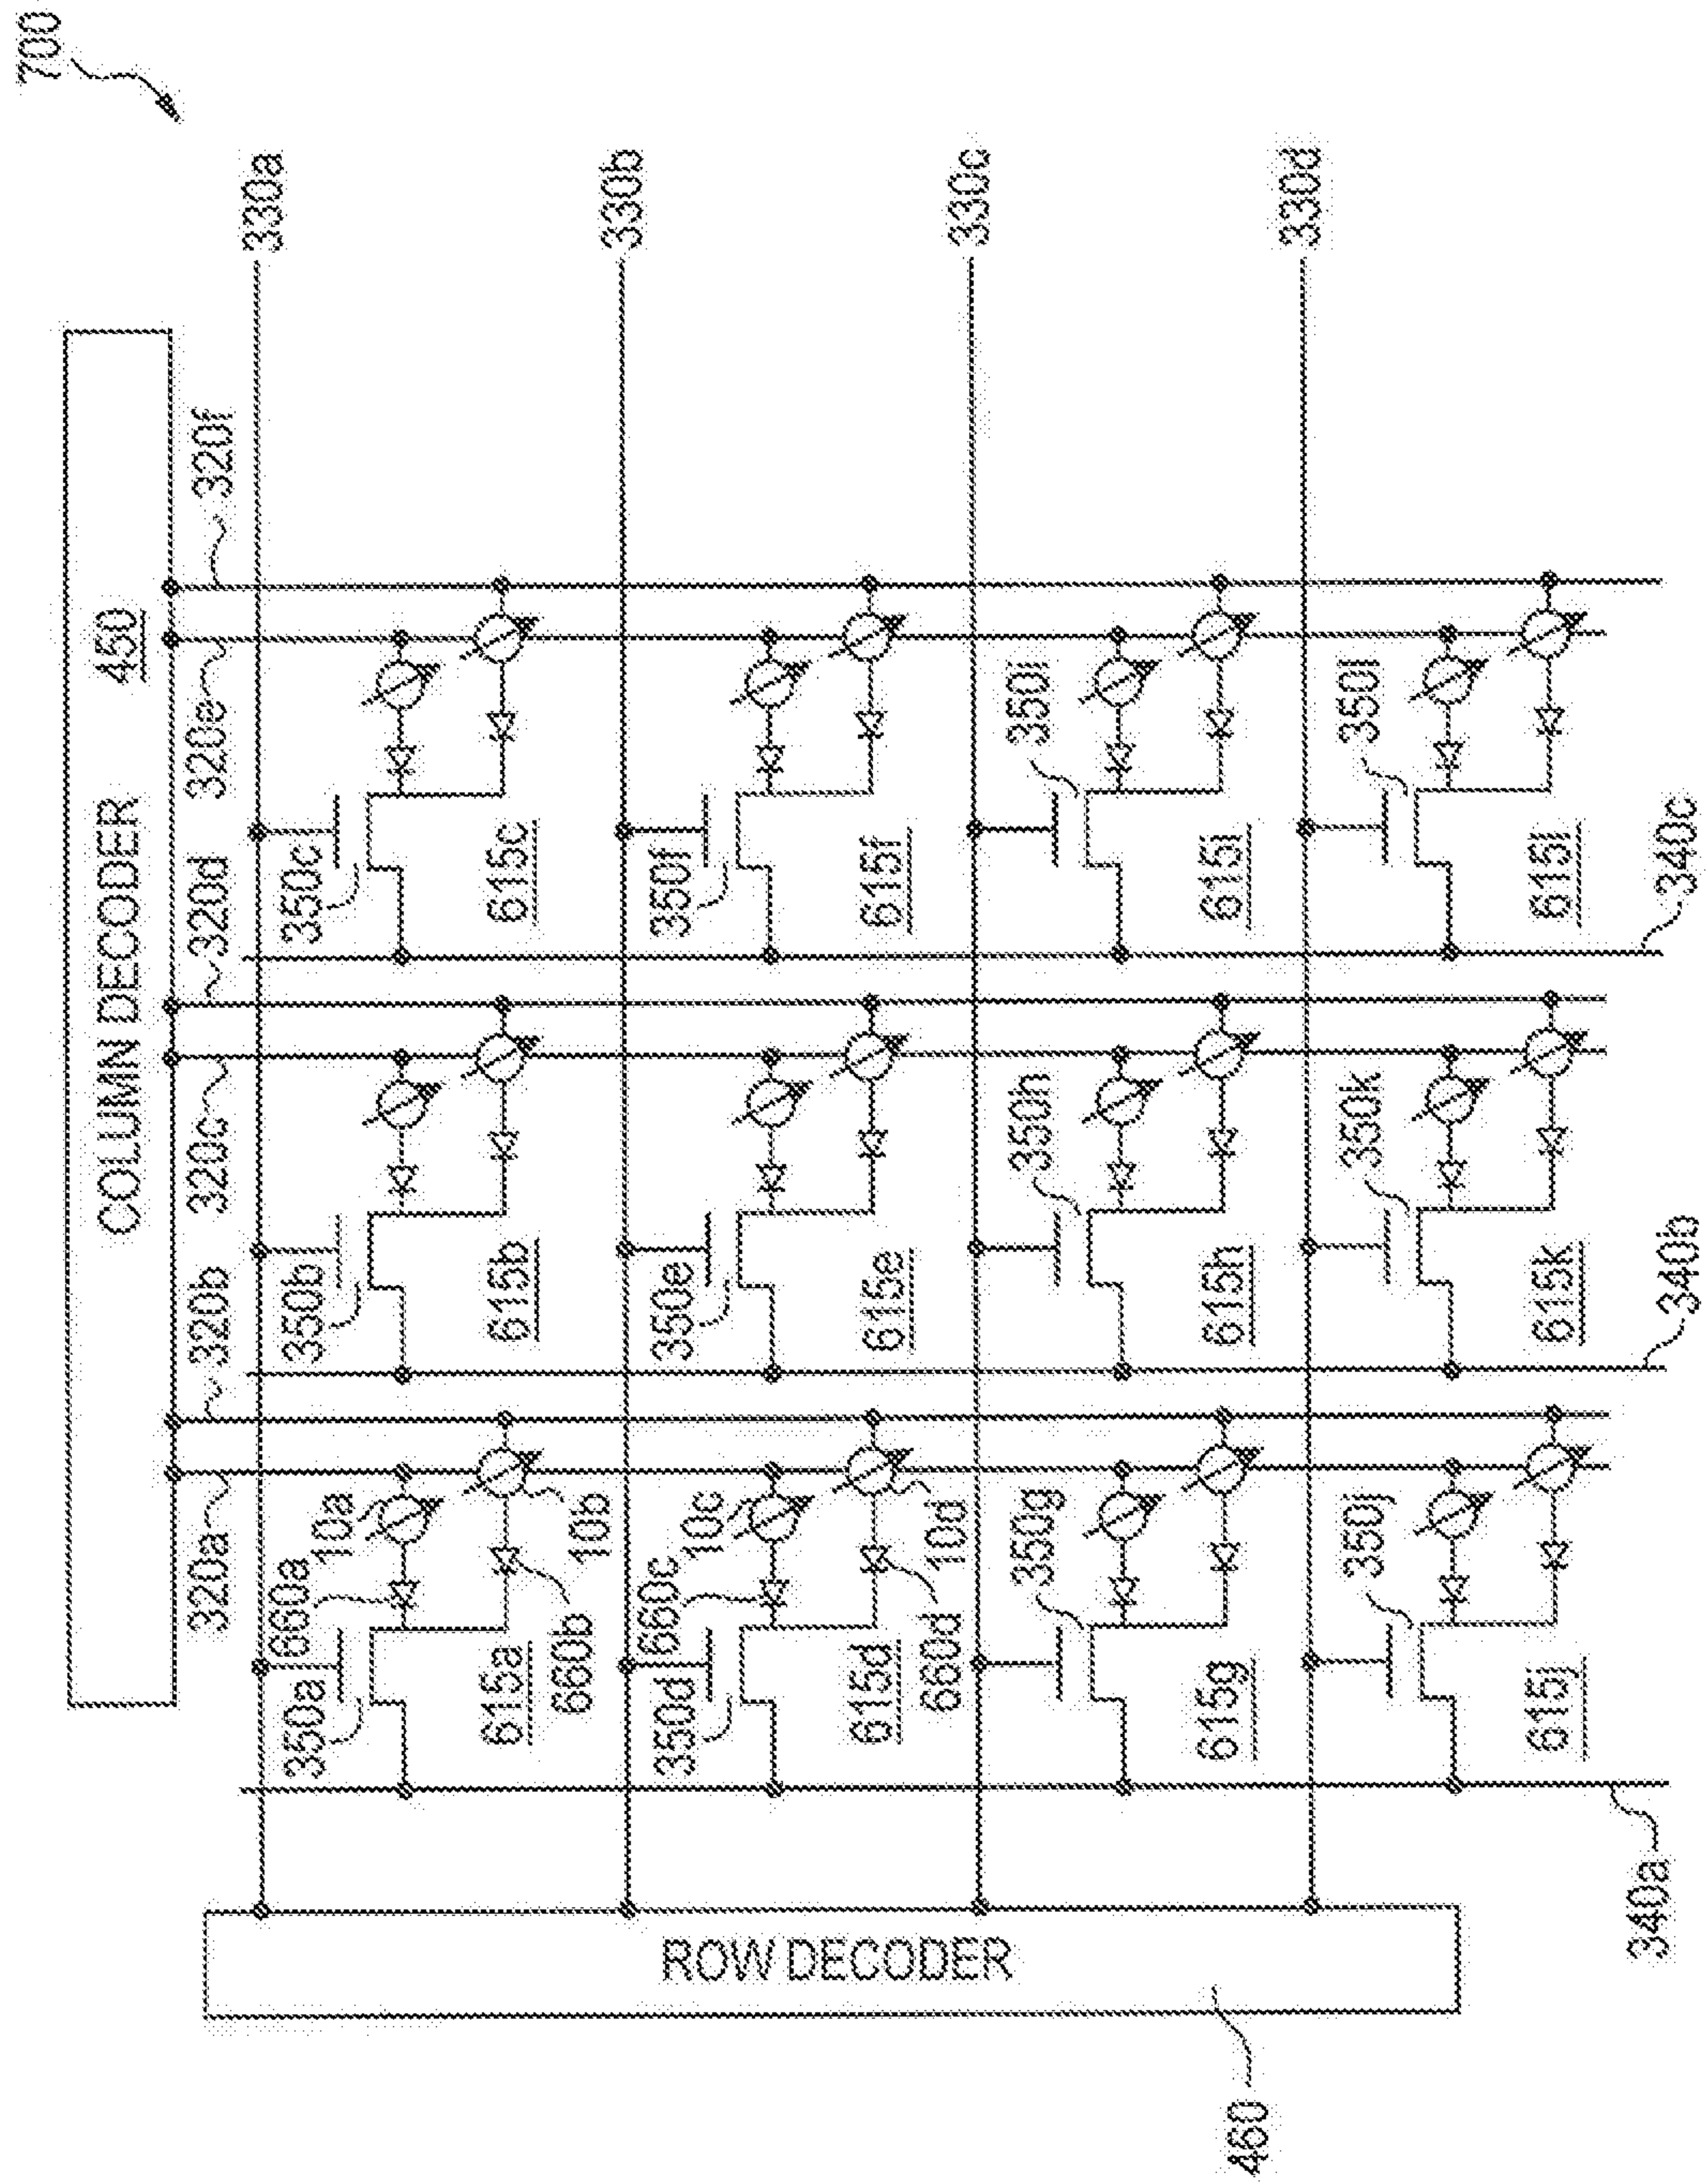 700
COLUMN DECODER
450
320a
320b
320c
320d
320e
320f
330a
330b
330c
330d
350a
660a
10a
350b
350c
615a
660b
10b
615b
615c
350d
660c
10c
350e
350f
615d
660d
10d
615e
615f
350g
350h
350i
615g
615h
615i
350j
350k
350l
615j
615k
615l
340a
340b
340c
ROW DECODER
460